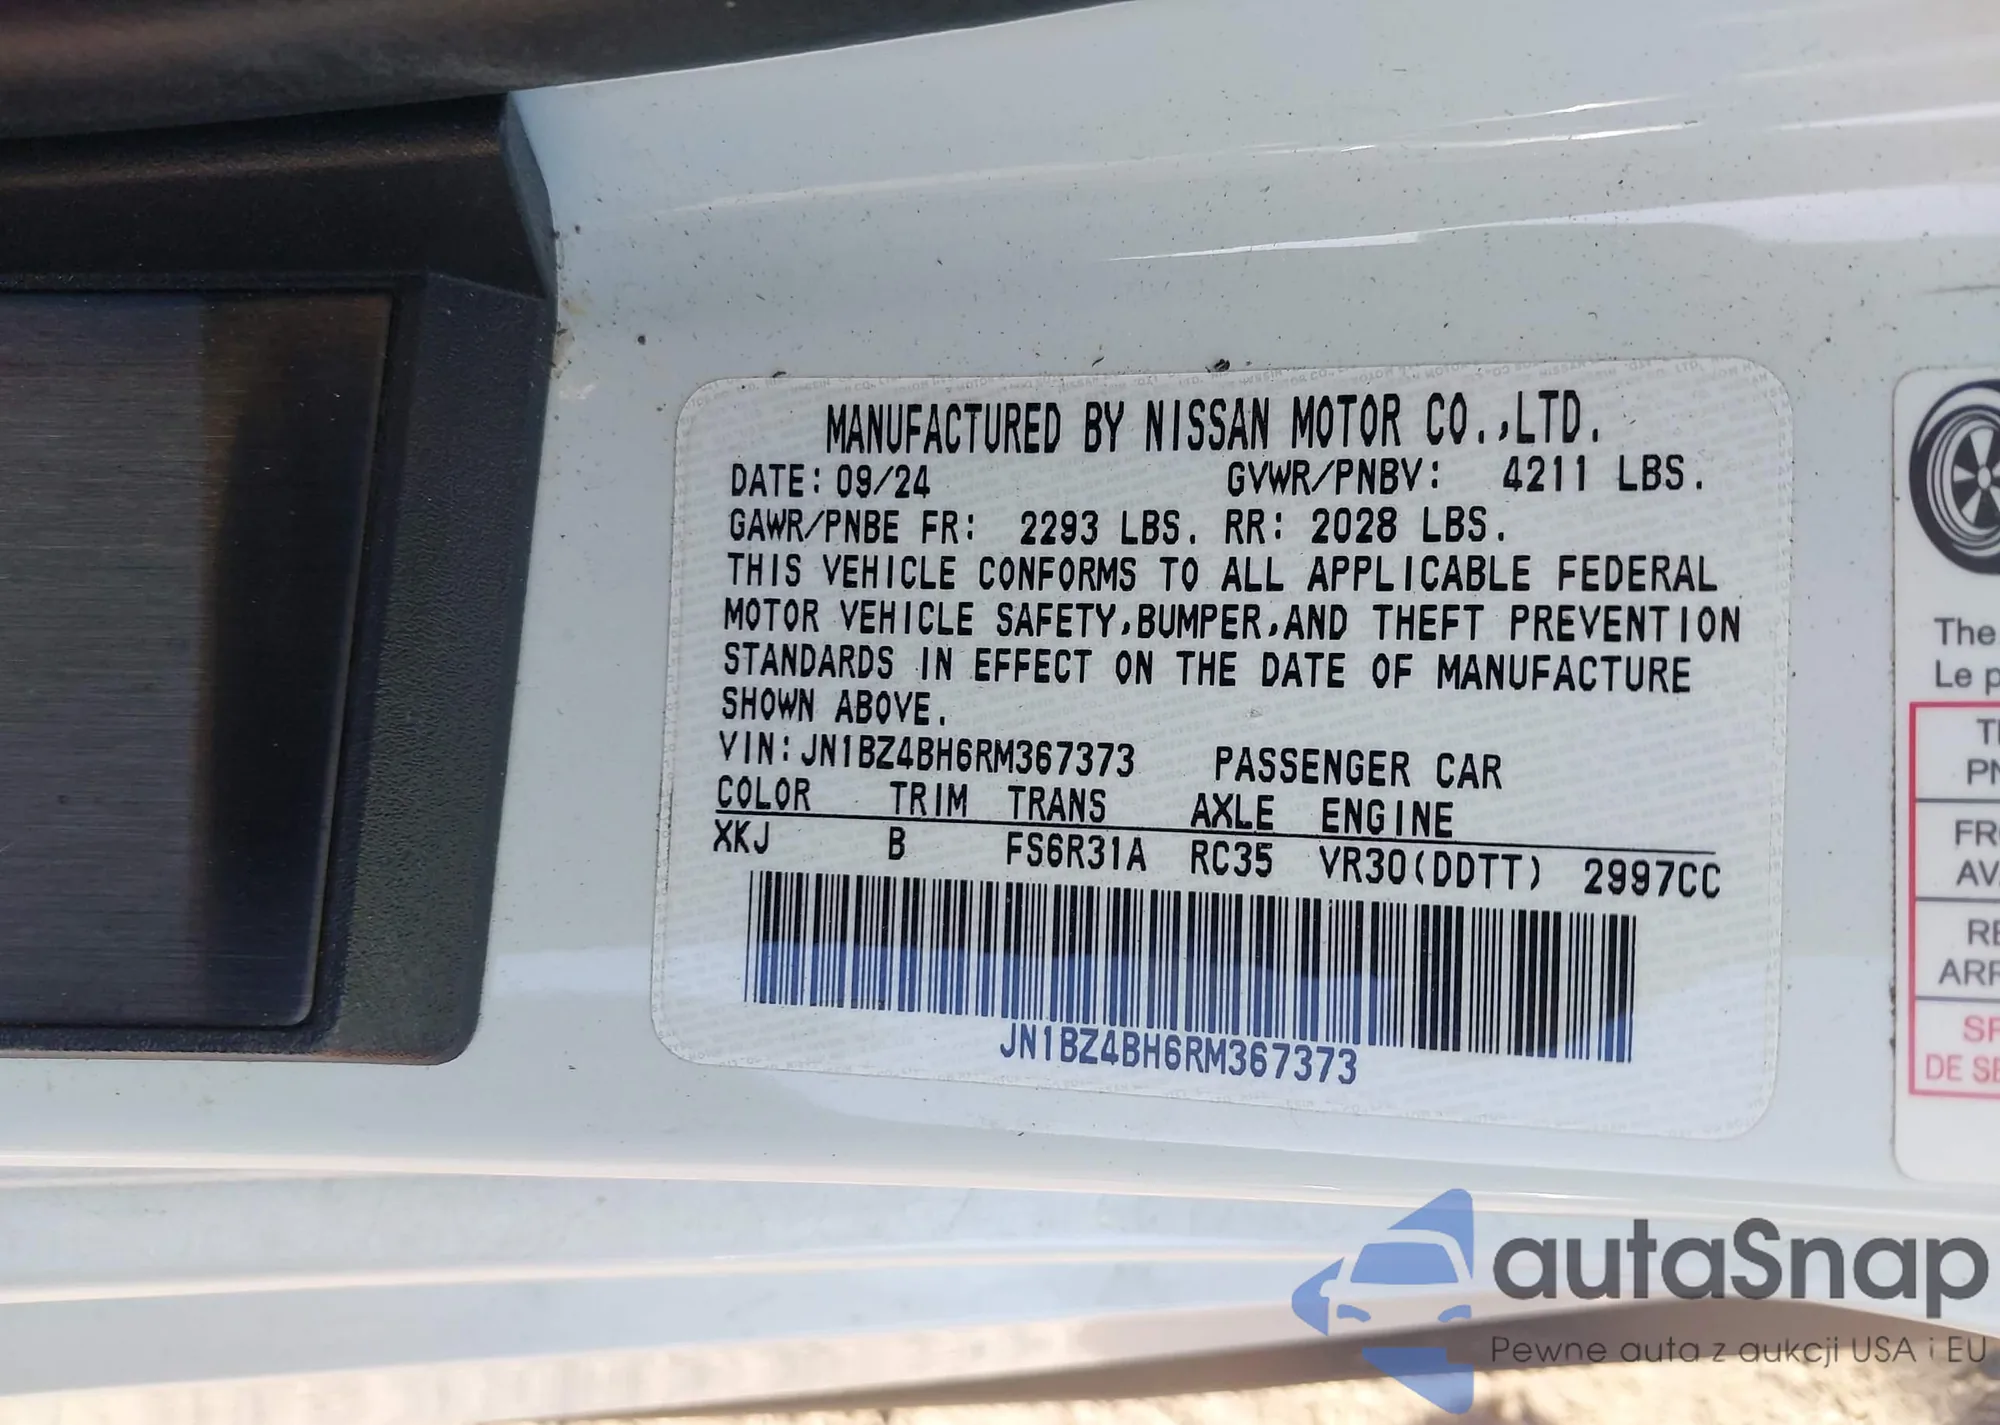 MANUFACTURED BY NISSAN MOTOR CO.,LTD.
DATE: 09/24 GVWR/PNBV: 4211 LBS.
GAWR/PNBE FR: 2293 LBS. RR: 2028 LBS.
THIS VEHICLE CONFORMS TO ALL APPLICABLE FEDERAL
MOTOR VEHICLE SAFETY,BUMPER,AND THEFT PREVENTION
STANDARDS IN EFFECT ON THE DATE OF MANUFACTURE
SHOWN ABOVE.
VIN: JN1BZ4BH6RM367373 PASSENGER CAR
COLOR TRIM TRANS AXLE ENGINE
XKJ B FS6R31A RC35 VR30(DDTT) 2997CC
JN1BZ4BH6RM367373
The
Le
DE
autaSnap
Pewne auta z aukcji USA i EU